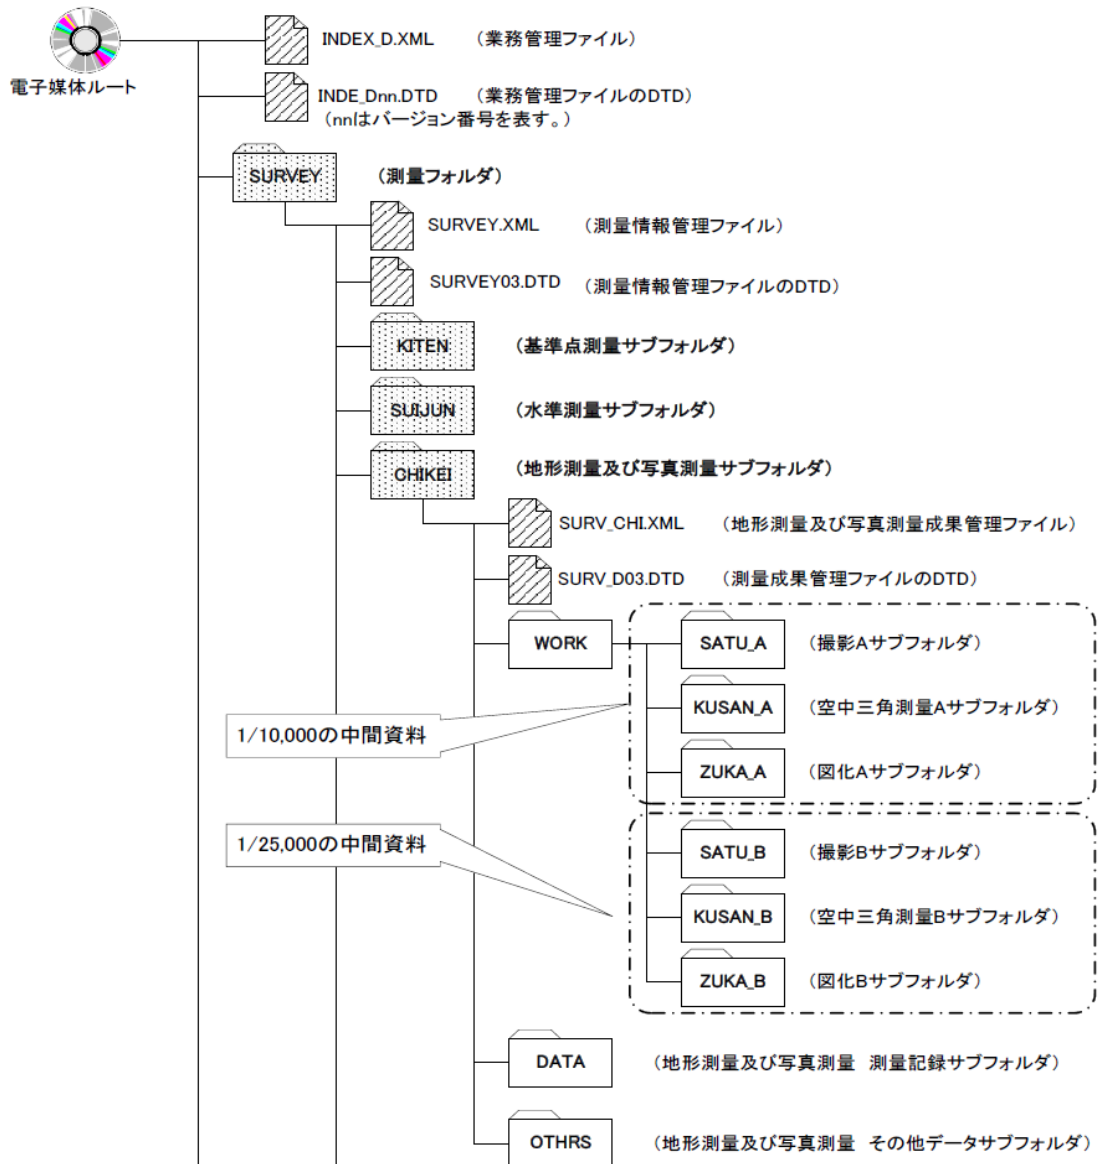 INDEX_D.XML （業務管理ファイル）
電子媒体ルート
INDE_Dnn.DTD （業務管理ファイルのDTD）
（nnはバージョン番号を表す。）
SURVEY （測量フォルダ）
SURVEY.XML （測量情報管理ファイル）
SURVEY03.DTD （測量情報管理ファイルのDTD）
KITEN （基準点測量サブフォルダ）
SUIJUN （水準測量サブフォルダ）
CHIKEI （地形測量及び写真測量サブフォルダ）
SURV_CHI.XML （地形測量及び写真測量成果管理ファイル）
SURV_D03.DTD （測量成果管理ファイルのDTD）
WORK SATU_A （撮影Aサブフォルダ）
KUSAN_A （空中三角測量Aサブフォルダ）
1/10,000の中間資料
ZUKA_A （図化Aサブフォルダ）
1/25,000の中間資料
SATU_B （撮影Bサブフォルダ）
KUSAN_B （空中三角測量Bサブフォルダ）
ZUKA_B （図化Bサブフォルダ）
DATA （地形測量及び写真測量 測量記録サブフォルダ）
OTHRS （地形測量及び写真測量 その他データサブフォルダ）